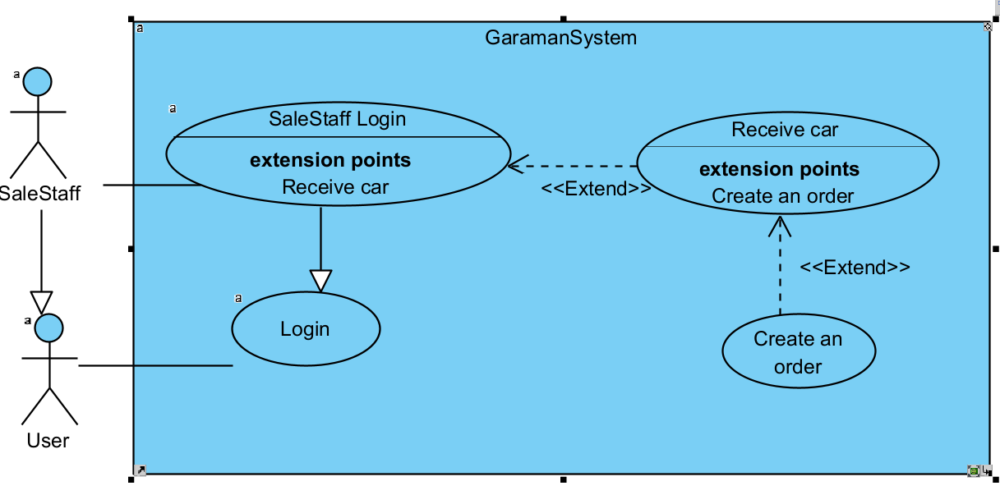 GaramanSystem
a
a
SaleStaff
a
SaleStaff Login
extension points
Receive car
<<Extend>>
Receive car
extension points
Create an order
<<Extend>>
a
Login
Create an
order
a
User